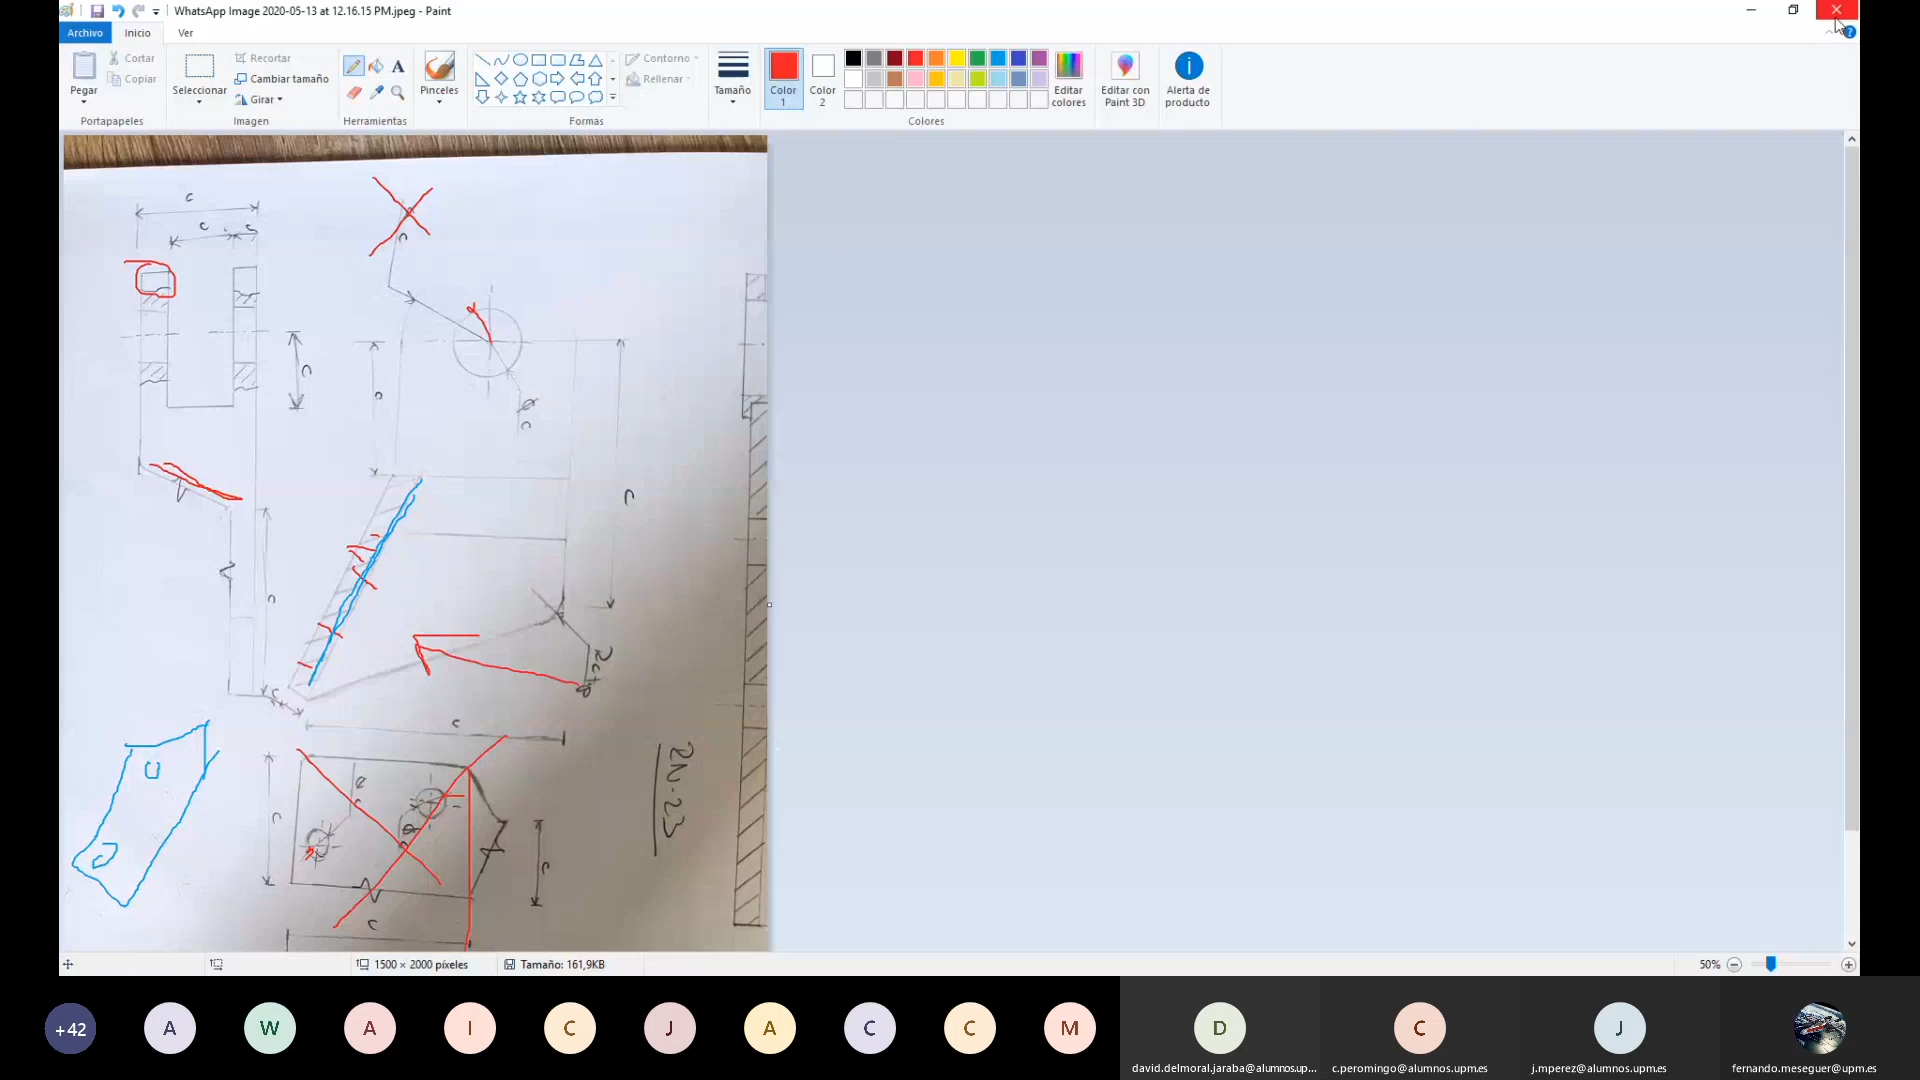 WhatsApp Image 2020-05-13 at 12.16.15 PM.jpeg - Paint
Archivo Inicio Ver
Pegar
Cortar
Copiar
Portapapeles
Seleccionar
Recortar
Cambiar tamaño
Girar
Imagen
A
Herramientas
Pinceles
Contorno
Rellenar
Formas
Tamaño
Color 1
Color 2
Editar colores
Colores
Editar con Paint 3D
Alerta de producto
c
c c
c
c
c
Ø
c
c
c
c
c
c
Ø
c
c
Ø
c
c
2N.23
1500 × 2000 píxeles
Tamaño: 161,9KB
50%
+42 A W A I C J A C C M D C J
david.delmoral.jaraba@alumnos.up...
c.peromingo@alumnos.upm.es
j.mperez@alumnos.upm.es
fernando.meseguer@upm.es